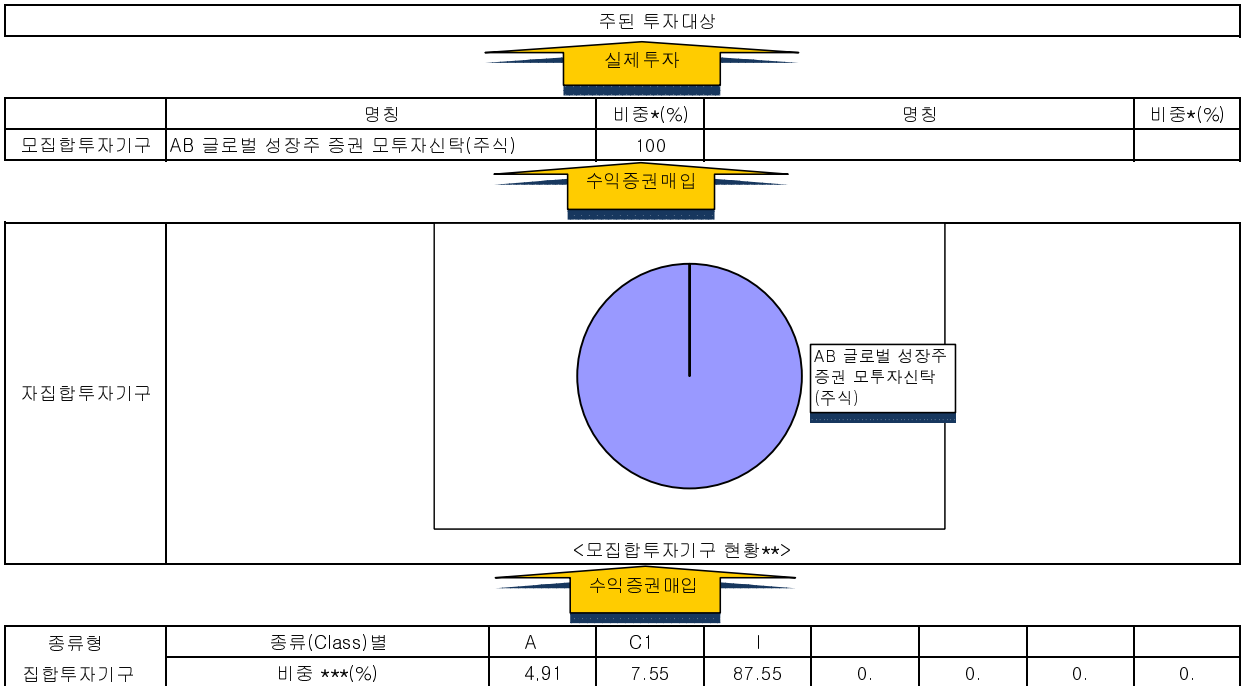 주된 투자대상
실제투자
명칭 비중*(%) 명칭 비중*(%)
모집합투자기구 AB 글로벌 성장주 증권 모투자신탁(주식) 100
수익증권매입
자집합투자기구
AB 글로벌 성장주
증권 모투자신탁
(주식)
<모집합투자기구 현황**>
수익증권매입
종류형 종류(Class)별 A C1 I
집합투자기구 비중 ***(%) 4.91 7.55 87.55 0. 0. 0. 0.